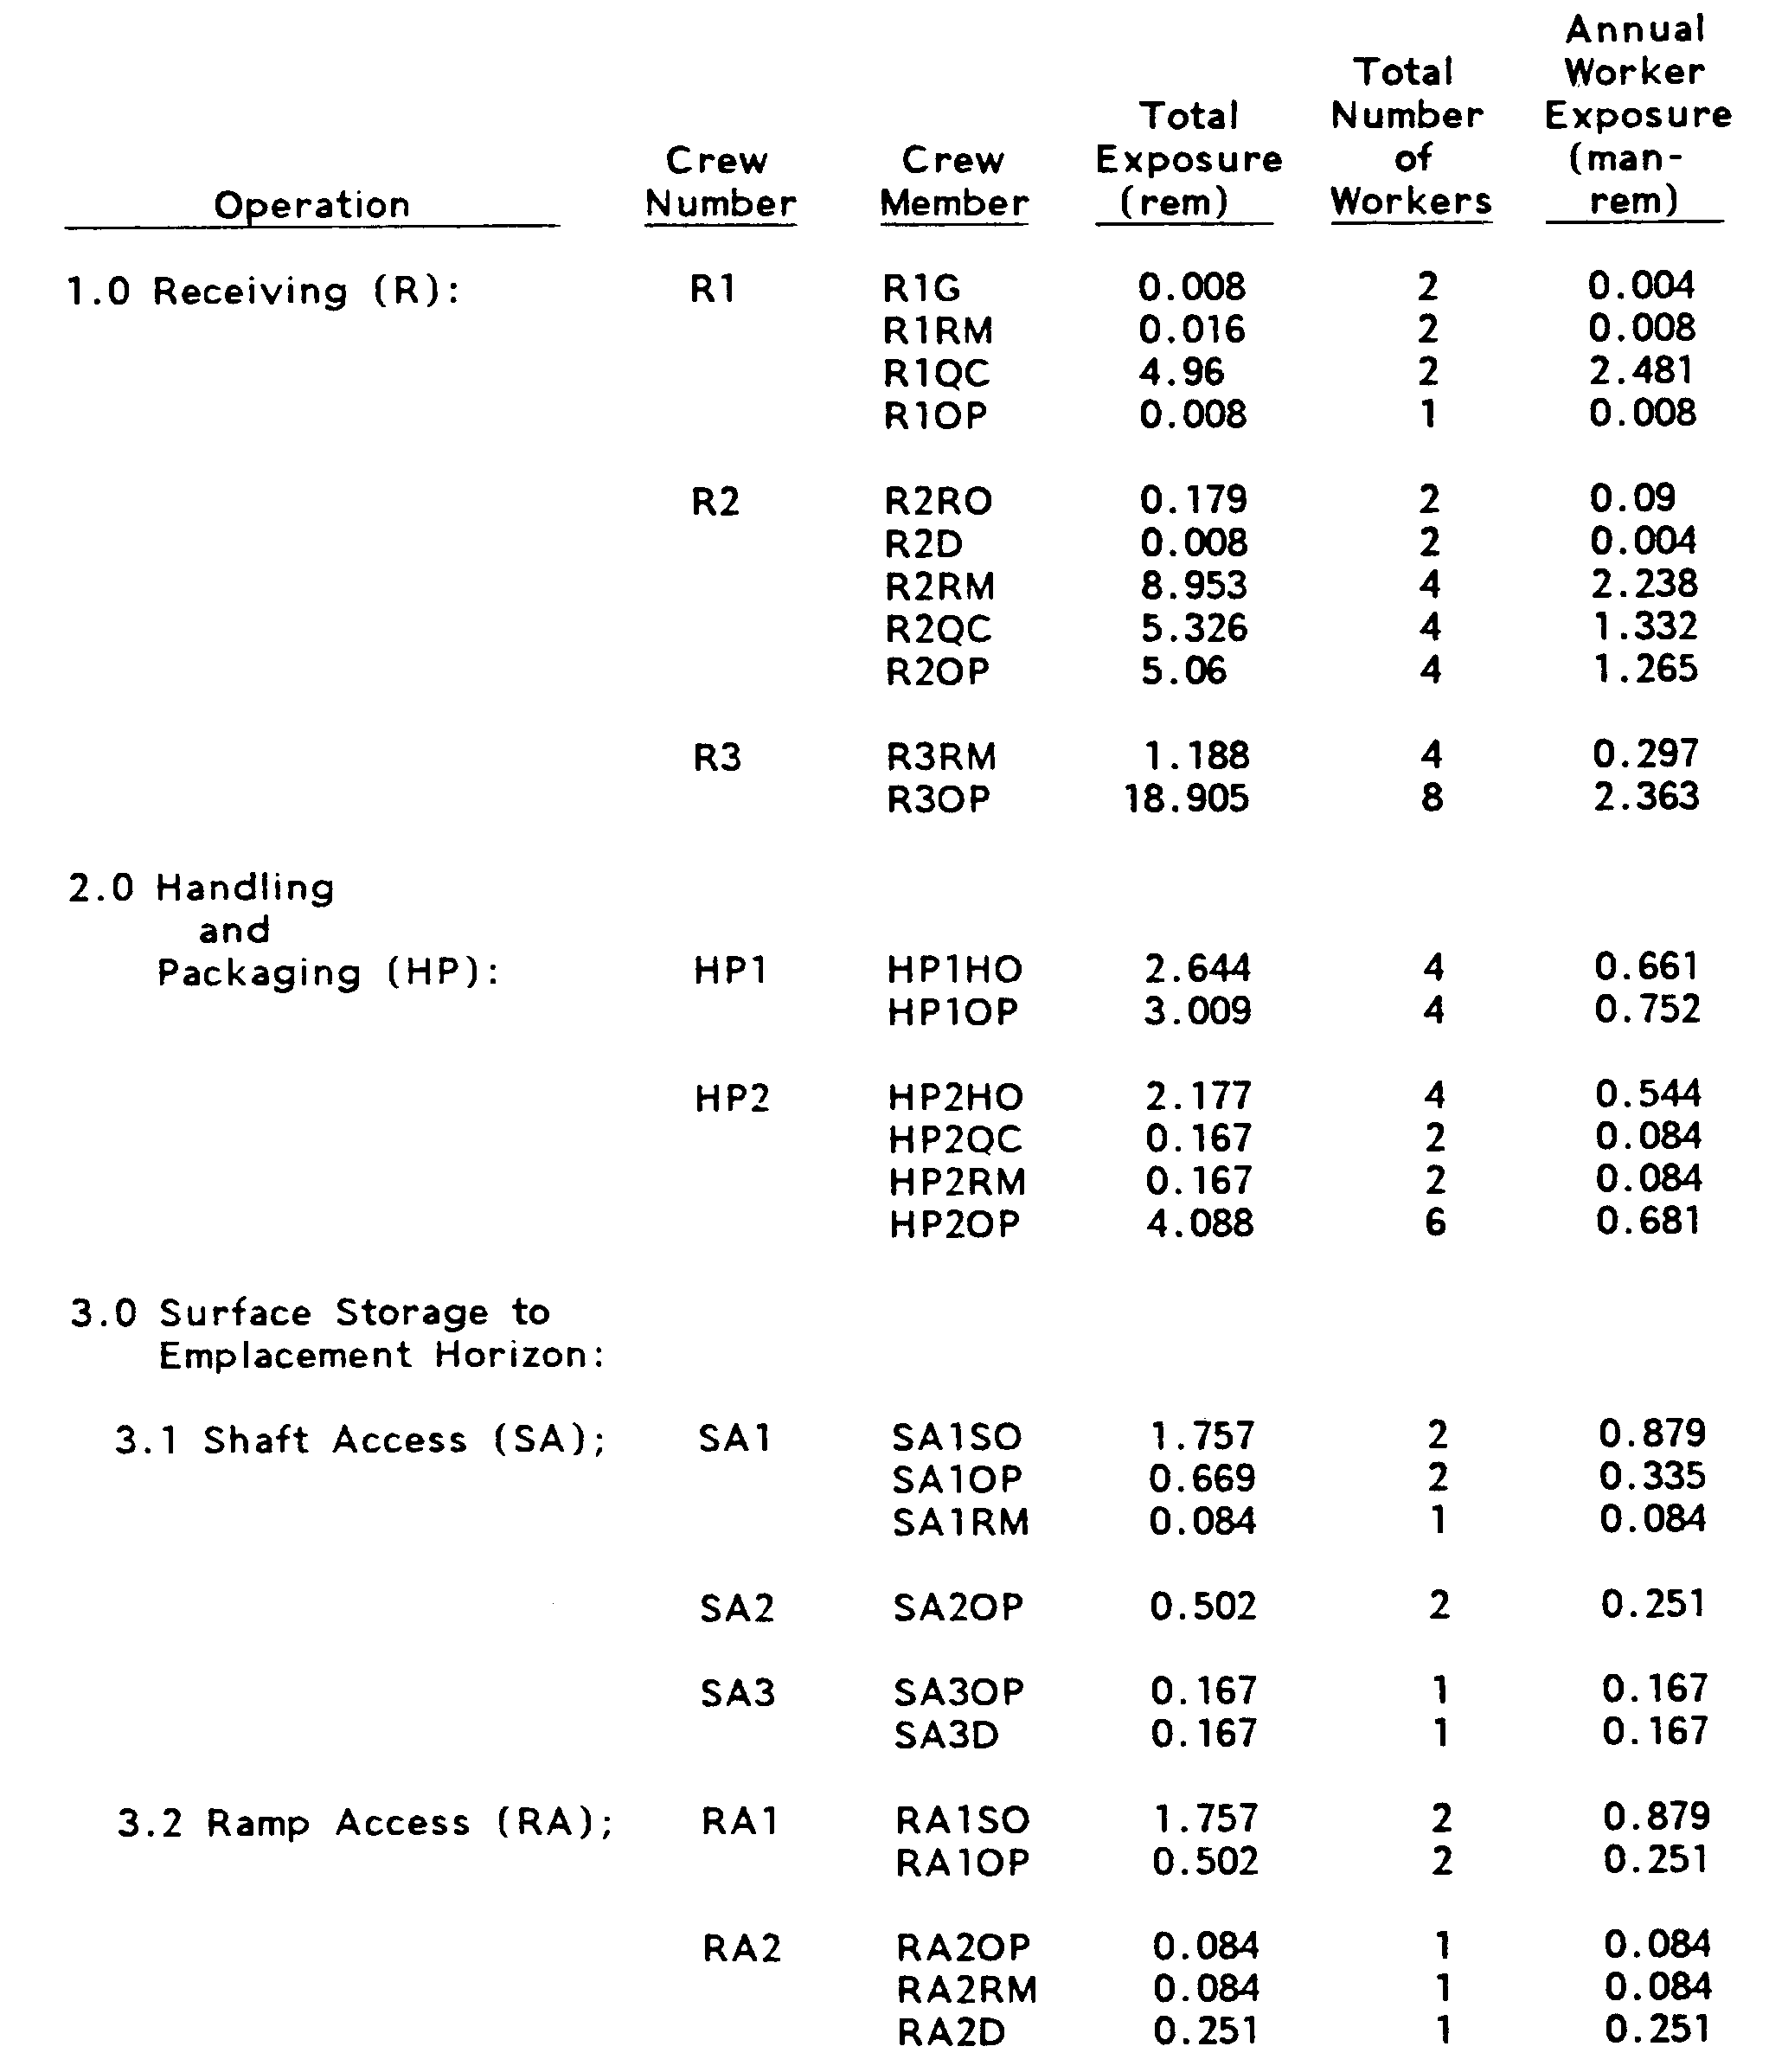 Annual
Total Worker
Total Number Exposure
Crew Crew Exposure of (man-
Operation Number Member (rem) Workers rem)
1.0 Receiving (R): R1 R1G 0.008 2 0.004
R1RM 0.016 2 0.008
R1QC 4.96 2 2.481
R1OP 0.008 1 0.008
R2 R2RO 0.179 2 0.09
R2D 0.008 2 0.004
R2RM 8.953 4 2.238
R2QC 5.326 4 1.332
R2OP 5.06 4 1.265
R3 R3RM 1.188 4 0.297
R3OP 18.905 8 2.363
2.0 Handling
and
Packaging (HP): HP1 HP1HO 2.644 4 0.661
HP1OP 3.009 4 0.752
HP2 HP2HO 2.177 4 0.544
HP2QC 0.167 2 0.084
HP2RM 0.167 2 0.084
HP2OP 4.088 6 0.681
3.0 Surface Storage to
Emplacement Horizon:
3.1 Shaft Access (SA); SA1 SA1SO 1.757 2 0.879
SA1OP 0.669 2 0.335
SA1RM 0.084 1 0.084
SA2 SA2OP 0.502 2 0.251
SA3 SA3OP 0.167 1 0.167
SA3D 0.167 1 0.167
3.2 Ramp Access (RA); RA1 RA1SO 1.757 2 0.879
RA1OP 0.502 2 0.251
RA2 RA2OP 0.084 1 0.084
RA2RM 0.084 1 0.084
RA2D 0.251 1 0.251